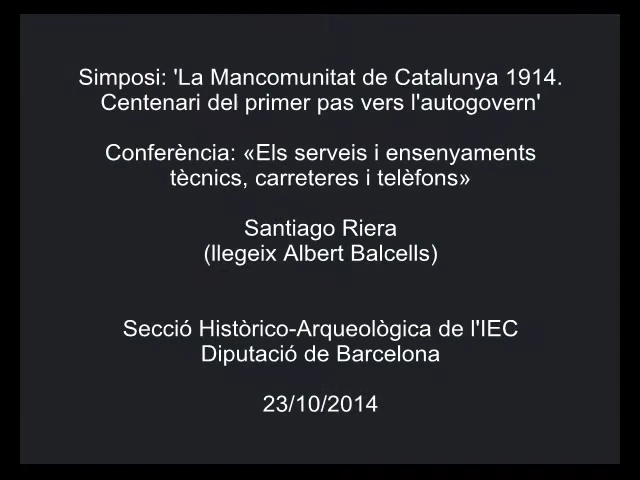 Simposi: 'La Mancomunitat de Catalunya 1914.
Centenari del primer pas vers l'autogovern'
Conferència: «Els serveis i ensenyaments
tècnics, carreteres i telèfons»
Santiago Riera
(llegeix Albert Balcells)
Secció Històrico-Arqueològica de l'IEC
Diputació de Barcelona
23/10/2014